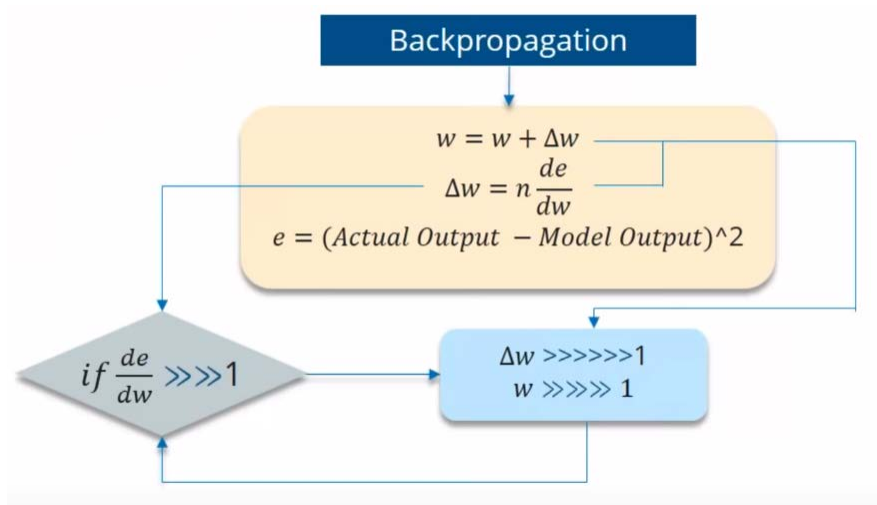 Backpropagation
w = w + Δw
Δw = n de/dw
e = (Actual Output − Model Output)^2
if de/dw ⋙⋙1
Δw >>>>>>1
w ⋙⋙ 1